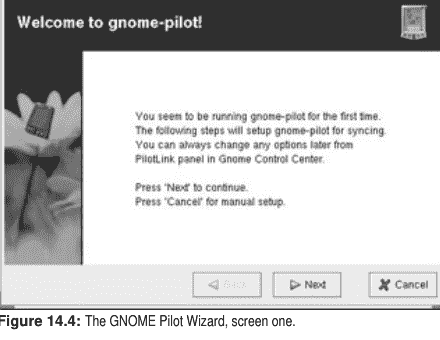 Welcome to gnome-pilot!
You seem to be running gnome-pilot for the first time.
The following steps will setup gnome-pilot for syncing.
You can always change any options later from
PilotLink panel in Gnome Control Center.
Press 'Next' to continue.
Press 'Cancel' for manual setup.
Next
Cancel
Figure 14.4: The GNOME Pilot Wizard, screen one.